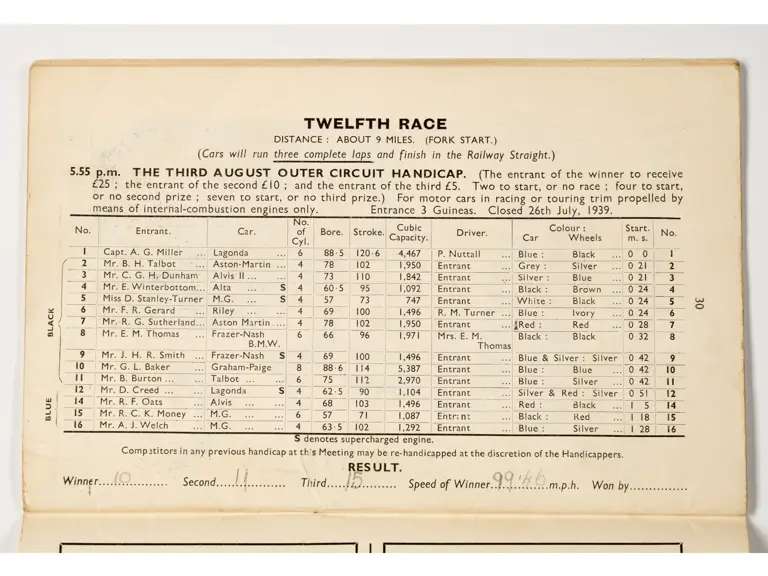 TWELFTH RACE
DISTANCE : ABOUT 9 MILES. (FORK START.)
(Cars will run three complete laps and finish in the Railway Straight.)
5.55 p.m. THE THIRD AUGUST OUTER CIRCUIT HANDICAP. (The entrant of the winner to receive
£25 ; the entrant of the second £10 ; and the entrant of the third £5. Two to start, or no race ; four to start,
or no second prize ; seven to start, or no third prize.) For motor cars in racing or touring trim propelled by
means of internal-combustion engines only. Entrance 3 Guineas. Closed 26th July, 1939.
No. Entrant. Car. No. of Cyl. Bore. Stroke. Cubic Capacity. Driver. Colour : Car Wheels Start. m. s. No.
1 Capt. A. G. Miller ... Lagonda ... 6 88·5 120·6 4,467 P. Nuttall ... Blue : Black ... 0 0 1
2 Mr. B. H. Talbot ... Aston-Martin ... 4 78 102 1,950 Entrant ... Grey : Silver ... 0 21 2
3 Mr. C. G. H. Dunham Alvis II ... 4 73 110 1,842 Entrant ... Silver : Blue ... 0 21 3
4 Mr. E. Winterbottom... Alta ... S 4 60·5 95 1,092 Entrant ... Black : Brown ... 0 24 4
5 Miss D. Stanley-Turner M.G. ... S 4 57 73 747 Entrant ... White : Black ... 0 24 5
6 Mr. F. R. Gerard ... Riley ... 4 69 100 1,496 R. M. Turner ... Blue : Ivory ... 0 24 6
7 Mr. R. G. Sutherland... Aston Martin ... 4 78 102 1,950 Entrant ... Red : Red ... 0 28 7
8 Mr. E. M. Thomas ... Frazer-Nash B.M.W. 6 66 96 1,971 Mrs. E. M. Thomas Black : Black ... 0 32 8
9 Mr. J. H. R. Smith ... Frazer-Nash S 4 69 100 1,496 Entrant ... Blue & Silver : Silver 0 42 9
10 Mr. G. L. Baker ... Graham-Paige 8 88·6 114 5,387 Entrant ... Blue : Blue ... 0 42 10
11 Mr. B. Burton ... Talbot ... 6 75 112 2,970 Entrant ... Blue : Silver ... 0 42 11
12 Mr. D. Creed ... Lagonda S 4 62·5 90 1,104 Entrant ... Silver & Red : Silver 0 51 12
14 Mr. R. F. Oats ... Alvis ... 4 68 103 1,496 Entrant ... Red : Black ... 1 5 14
15 Mr. R. C. K. Money ... M.G. ... 6 57 71 1,087 Entrant ... Black : Red ... 1 18 15
16 Mr. A. J. Welch ... M.G. ... 4 63·5 102 1,292 Entrant ... Blue : Silver ... 1 28 16
BLACK
BLUE
30
S denotes supercharged engine.
Competitors in any previous handicap at this Meeting may be re-handicapped at the discretion of the Handicappers.
RESULT.
Winner 10 Second 11 Third 15 Speed of Winner 99·46 m.p.h. Won by